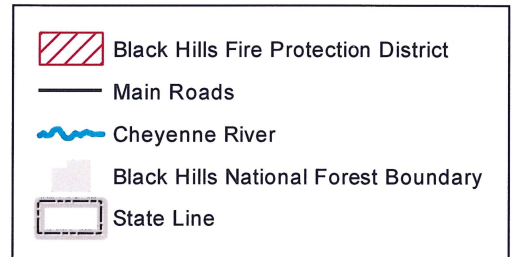 Black Hills Fire Protection District
Main Roads
Cheyenne River
Black Hills National Forest Boundary
State Line